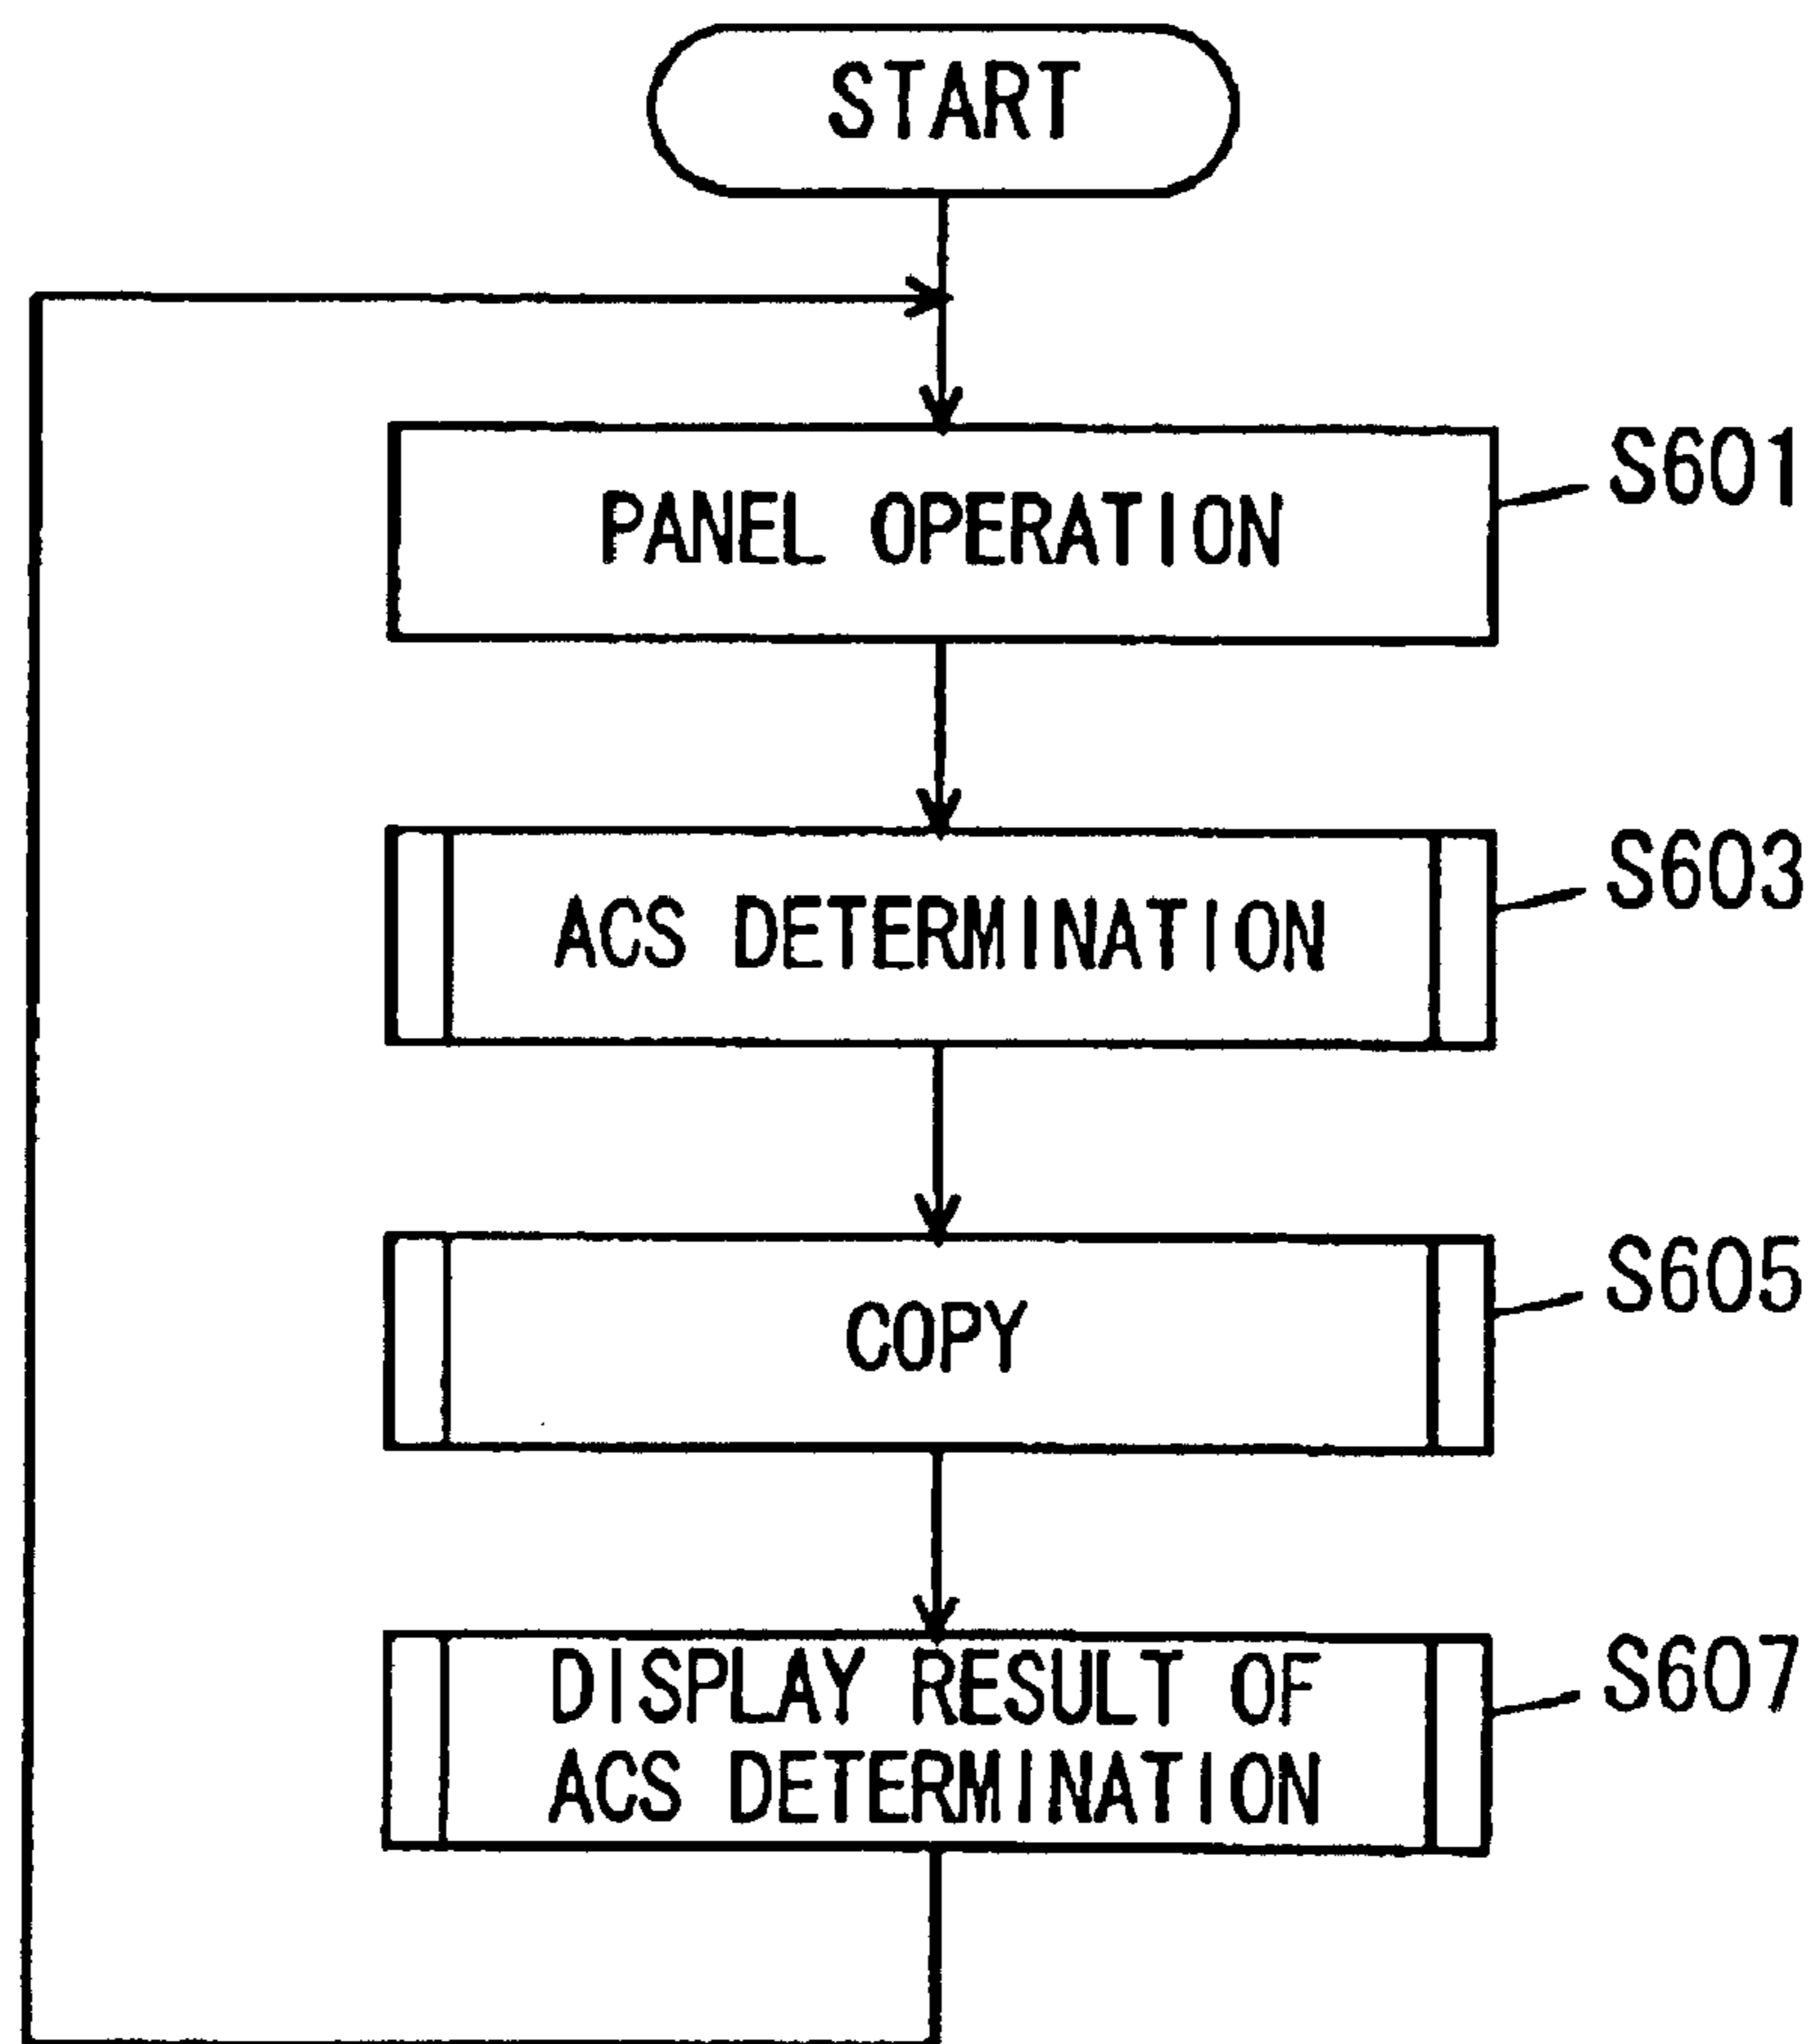 START
PANEL OPERATION
S601
ACS DETERMINATION
S603
COPY
S605
DISPLAY RESULT OF
ACS DETERMINATION
S607